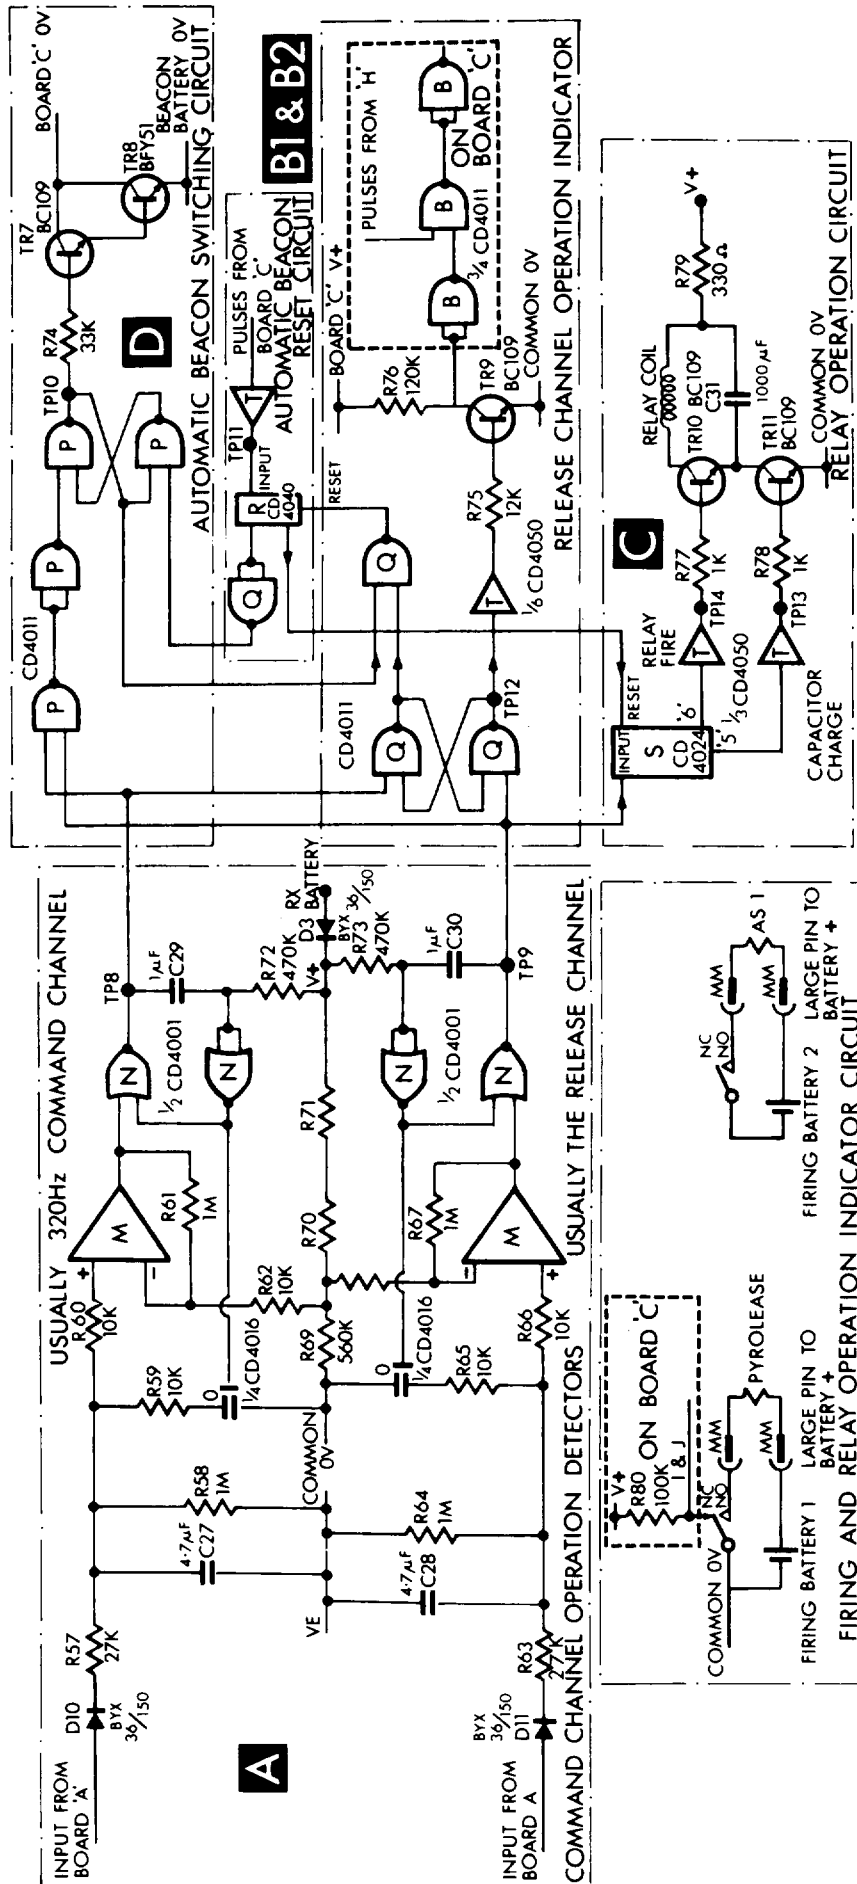 INPUT FROM
BOARD 'A'
D10
BYX
36/150
R57
27K
4·7µF
C27
R58
1M
R59
10K
R60
10K
USUALLY 320Hz COMMAND CHANNEL
+
-
M
R61
1M
R62
10K
0
¼CD4016
N
N
½ CD4001
TP8
1µF
C29
R72
470K
V+
RX
BATTERY
D3
BYX
36/150
R73
470K
1µF
C30
TP9
COMMON
0V
VE
R69
560K
R70
R71
A
4·7µF
C28
R64
1M
0
¼CD4016
R65
10K
R66
10K
R67
1M
-
+
M
N
N
½ CD4001
USUALLY THE RELEASE CHANNEL
INPUT FROM
BOARD A
BYX
36/150
D11
R63
27K
COMMAND CHANNEL OPERATION DETECTORS
CD4011
P
P
P
P
TP10
R74
33K
TR7
BC109
BOARD 'C' 0V
TR8
BFY51
BEACON
BATTERY 0V
D
AUTOMATIC BEACON SWITCHING CIRCUIT
Q
R
CD
4040
INPUT
TP11
T
PULSES FROM
BOARD 'C'
RESET
AUTOMATIC BEACON
RESET CIRCUIT
B1 & B2
CD4011
Q
Q
Q
TP12
T
⅙ CD4050
R75
12K
BOARD 'C' V+
R76
120K
TR9
BC109
COMMON 0V
PULSES FROM 'H'
B
B
B
¾ CD4011
ON
BOARD 'C'
RELEASE CHANNEL OPERATION INDICATOR
INPUT
RESET
S
CD
4024
'6'
'5'
⅓CD4050
RELAY
FIRE
T
T
TP14
TP13
CAPACITOR
CHARGE
R77
1K
R78
1K
C
RELAY COIL
TR10 BC109
C31
1000µF
TR11
BC109
R79
330Ω
V+
COMMON 0V
RELAY OPERATION CIRCUIT
V+
R80
100K
ON BOARD 'C'
I & J
COMMON 0V
NC
NO
MM
MM
PYROLEASE
FIRING BATTERY 1
LARGE PIN TO
BATTERY +
NC
NO
MM
MM
AS 1
FIRING BATTERY 2
LARGE PIN TO
BATTERY +
FIRING AND RELAY OPERATION INDICATOR CIRCUIT